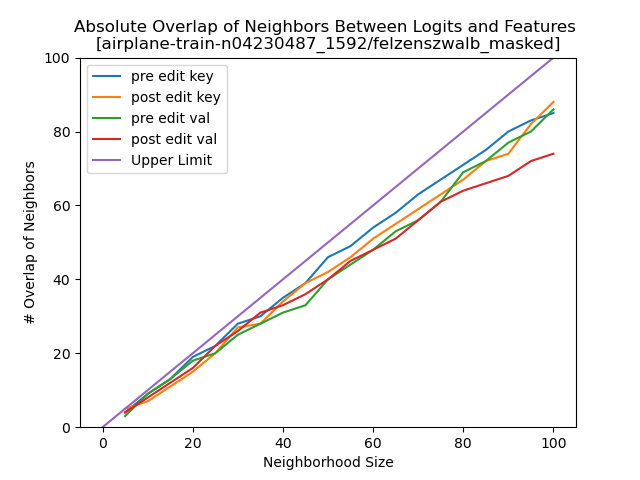 Absolute Overlap of Neighbors Between Logits and Features
[airplane-train-n04230487_1592/felzenszwalb_masked]
pre edit key
post edit key
pre edit val
post edit val
Upper Limit
# Overlap of Neighbors
100
80
60
40
20
0
0 20 40 60 80 100
Neighborhood Size